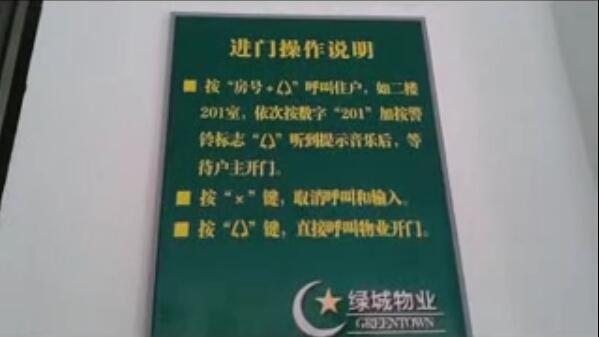 进门操作说明
按“房号+🔔”呼叫住户，如二楼
201室，依次按数字“201”加按警
铃标志“🔔”听到提示音乐后，等
待户主开门。
按“×”键，取消呼叫和输入。
按“🔔”键，直接呼叫物业开门。
绿城物业
GREENTOWN